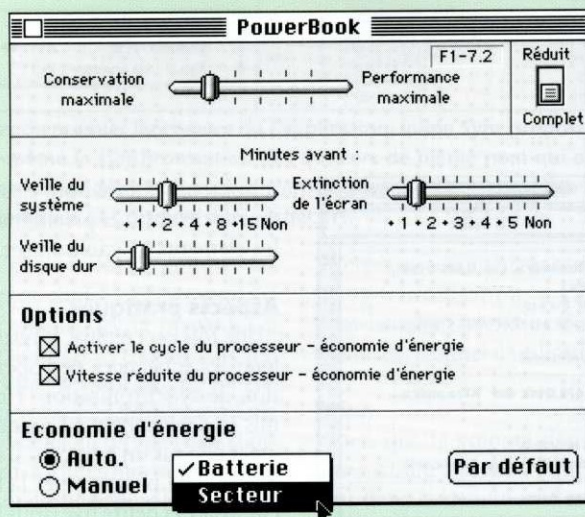 PowerBook
F1-7.2
Réduit
Conservation maximale
Performance maximale
Complet
Minutes avant
Veille du système
Extinction de l'écran
• 1 • 2 • 4 • 8 • 15 Non
• 1 • 2 • 3 • 4 • 5 Non
Veille du disque dur
Options
Activer le cycle du processeur - économie d'énergie
Vitesse réduite du processeur - économie d'énergie
Economie d'énergie
Auto.
Manuel
✓Batterie
Secteur
Par défaut